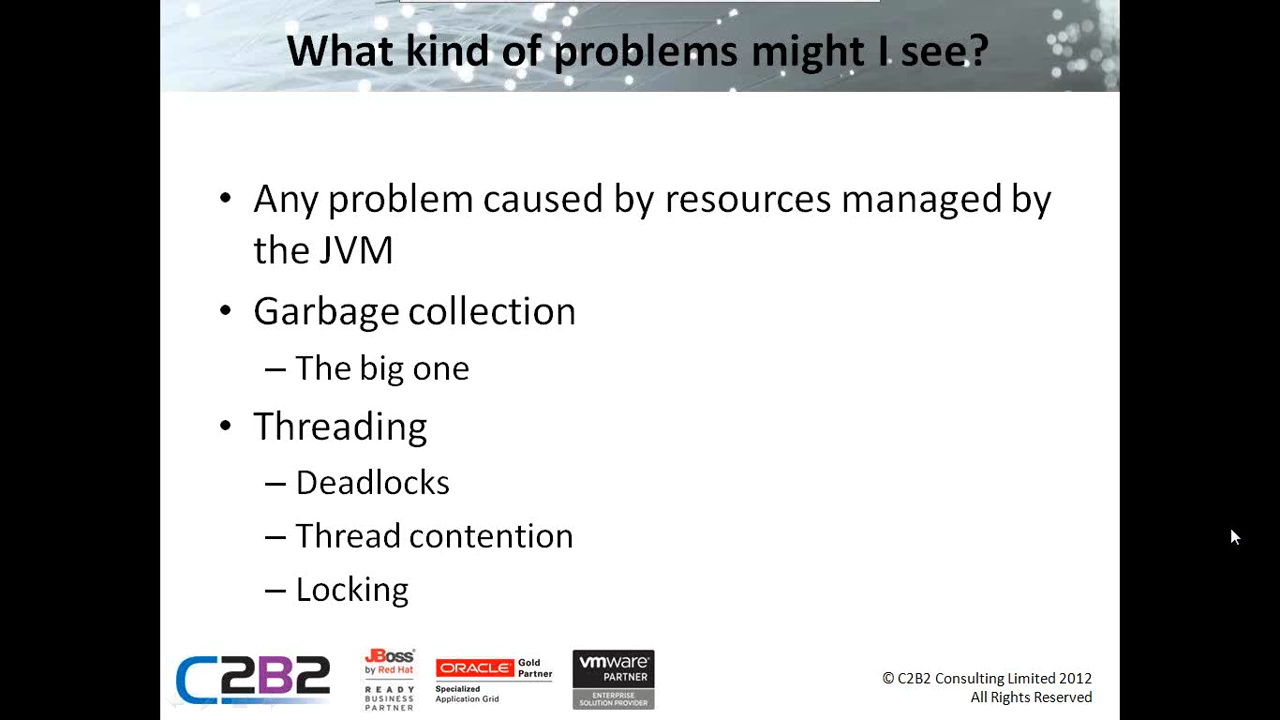 What kind of problems might I see?
• Any problem caused by resources managed by
the JVM
• Garbage collection
– The big one
• Threading
– Deadlocks
– Thread contention
– Locking
C2B2
JBoss
by Red Hat
READY
BUSINESS
PARTNER
ORACLE Gold
Partner
Specialized
Application Grid
vmware
PARTNER
ENTERPRISE
SOLUTION PROVIDER
© C2B2 Consulting Limited 2012
All Rights Reserved